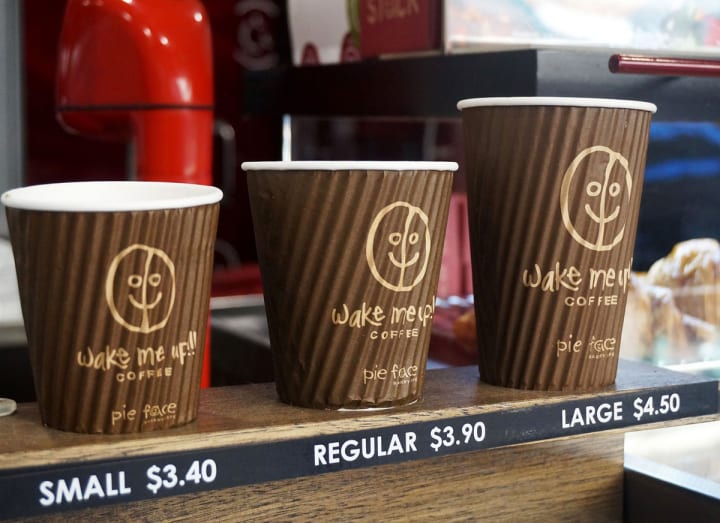 wake me up!!
COFFEE
pie face
wake me up!
COFFEE
pie face
BAKERY
wake me up
COFFEE
pie face
SMALL $3.40
REGULAR $3.90
LARGE $4.50